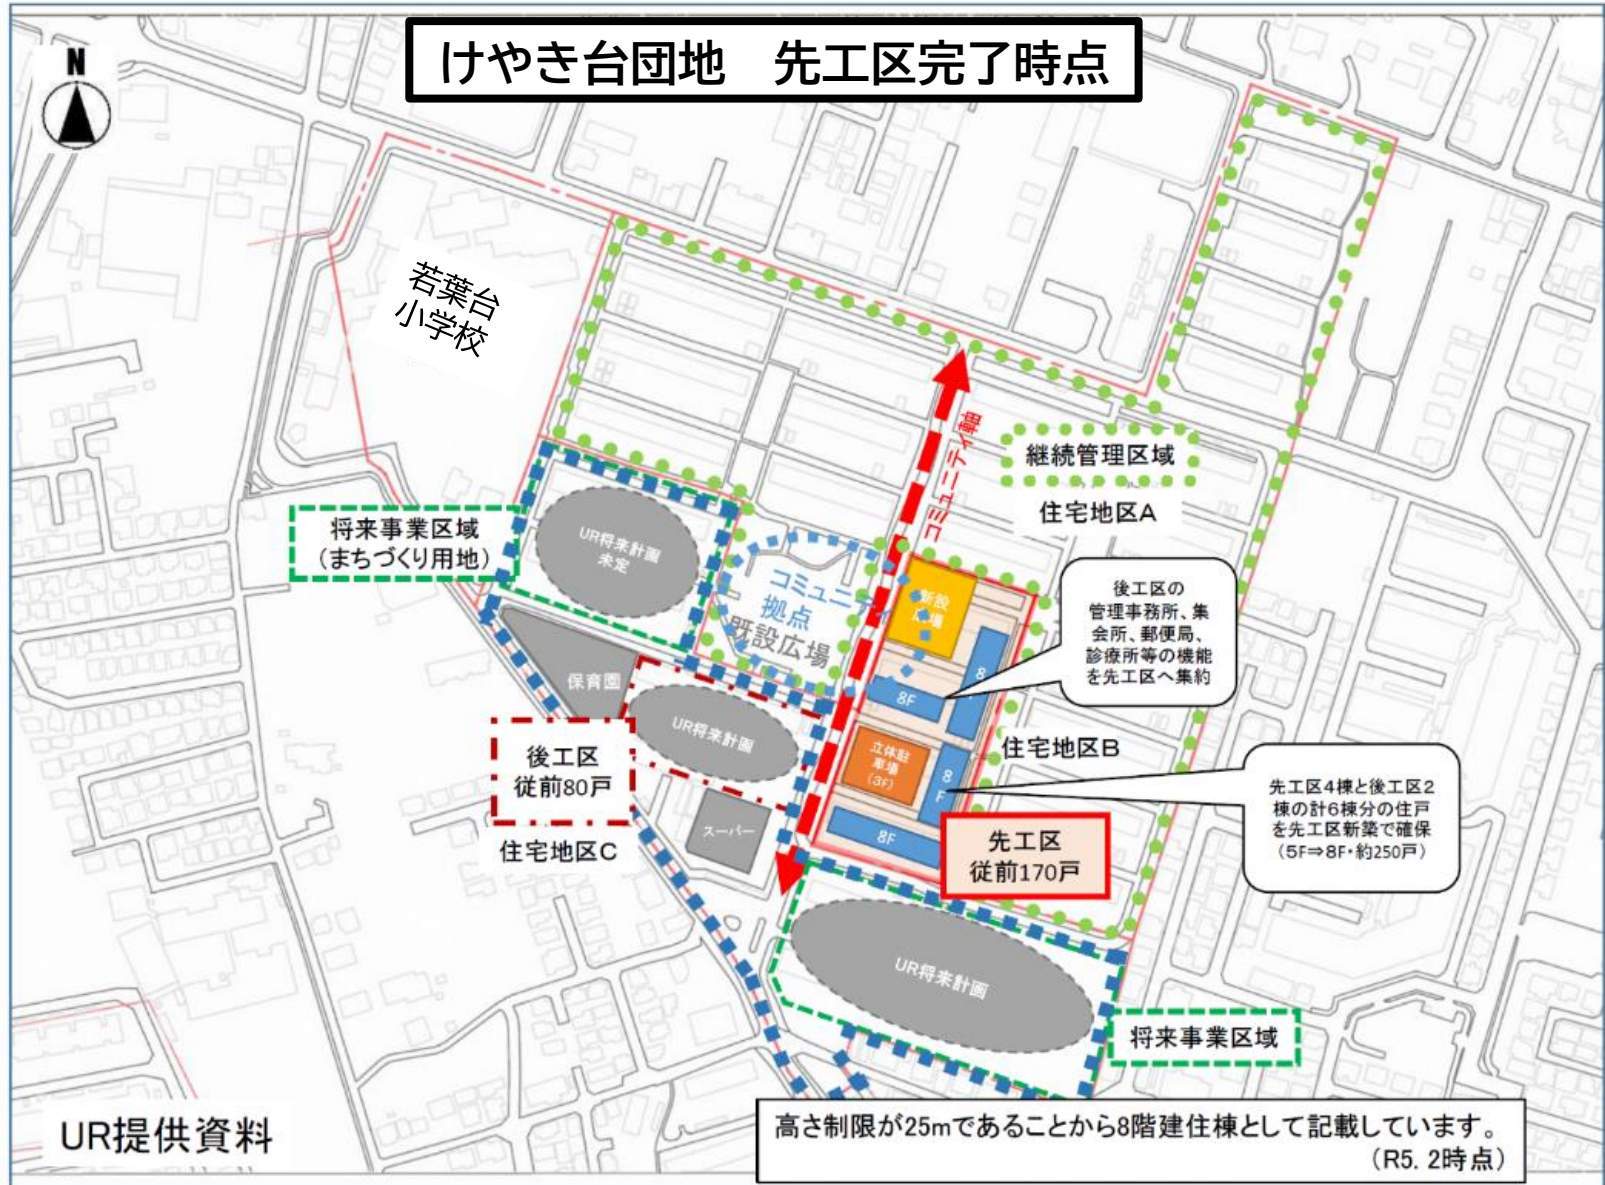 けやき台団地　先工区完了時点
N
若葉台
小学校
コミュニティ軸
継続管理区域
住宅地区A
将来事業区域
(まちづくり用地)
UR将来計画
未定
コミュニティ
拠点
既設広場
新設
広場
後工区の
管理事務所、集
会所、郵便局、
診療所等の機能
を先工区へ集約
保育園
8
8F
UR将来計画
後工区
従前80戸
住宅地区B
立体駐
車場
(3F)
8
F
先工区4棟と後工区2
棟の計6棟分の住戸
を先工区新築で確保
(5F⇒8F・約250戸)
スーパー
8F
住宅地区C
先工区
従前170戸
UR将来計画
将来事業区域
UR提供資料
高さ制限が25mであることから8階建住棟として記載しています。
(R5. 2時点)